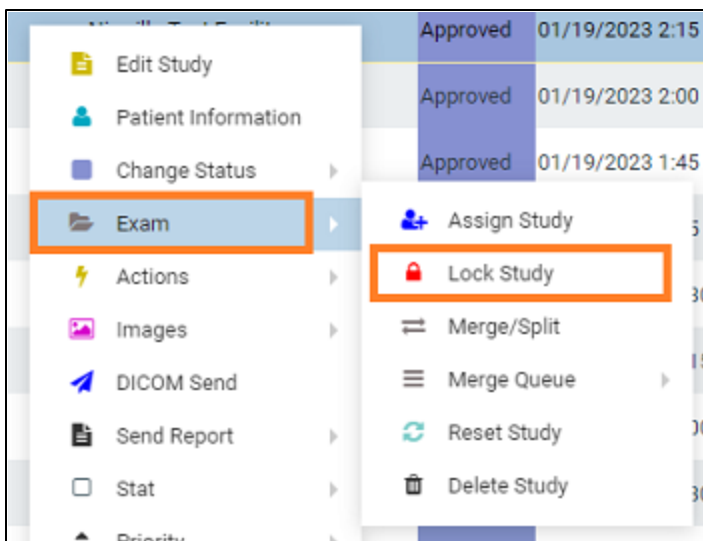 Approved 01/19/2023 2:15
Edit Study
Approved 01/19/2023 2:00
Patient Information
Change Status
Approved 01/19/2023 1:45
Exam
Assign Study
Actions
Lock Study
Images
Merge/Split
DICOM Send
Merge Queue
Send Report
Reset Study
Stat
Delete Study
Priority